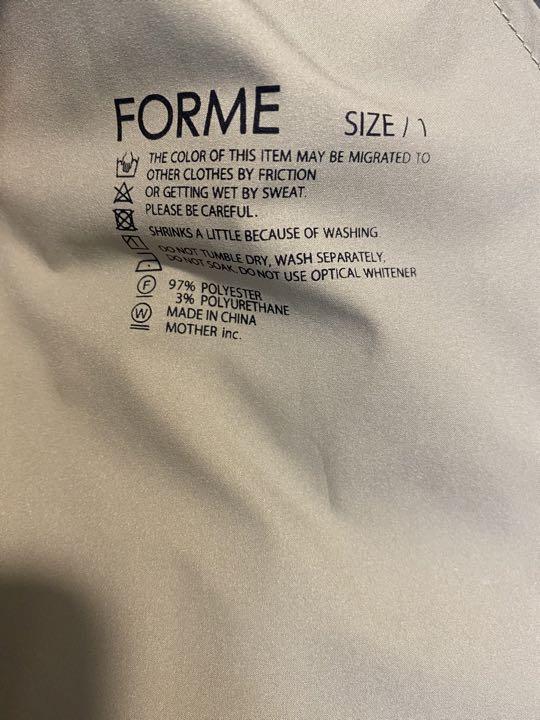 FORME SIZE / 1
THE COLOR OF THIS ITEM MAY BE MIGRATED TO
OTHER CLOTHES BY FRICTION
OR GETTING WET BY SWEAT.
PLEASE BE CAREFUL.
SHRINKS A LITTLE BECAUSE OF WASHING
DO NOT TUMBLE DRY, WASH SEPARATELY,
DO NOT SOAK, DO NOT USE OPTICAL WHITENER
F 97% POLYESTER
3% POLYURETHANE
W MADE IN CHINA
MOTHER inc.